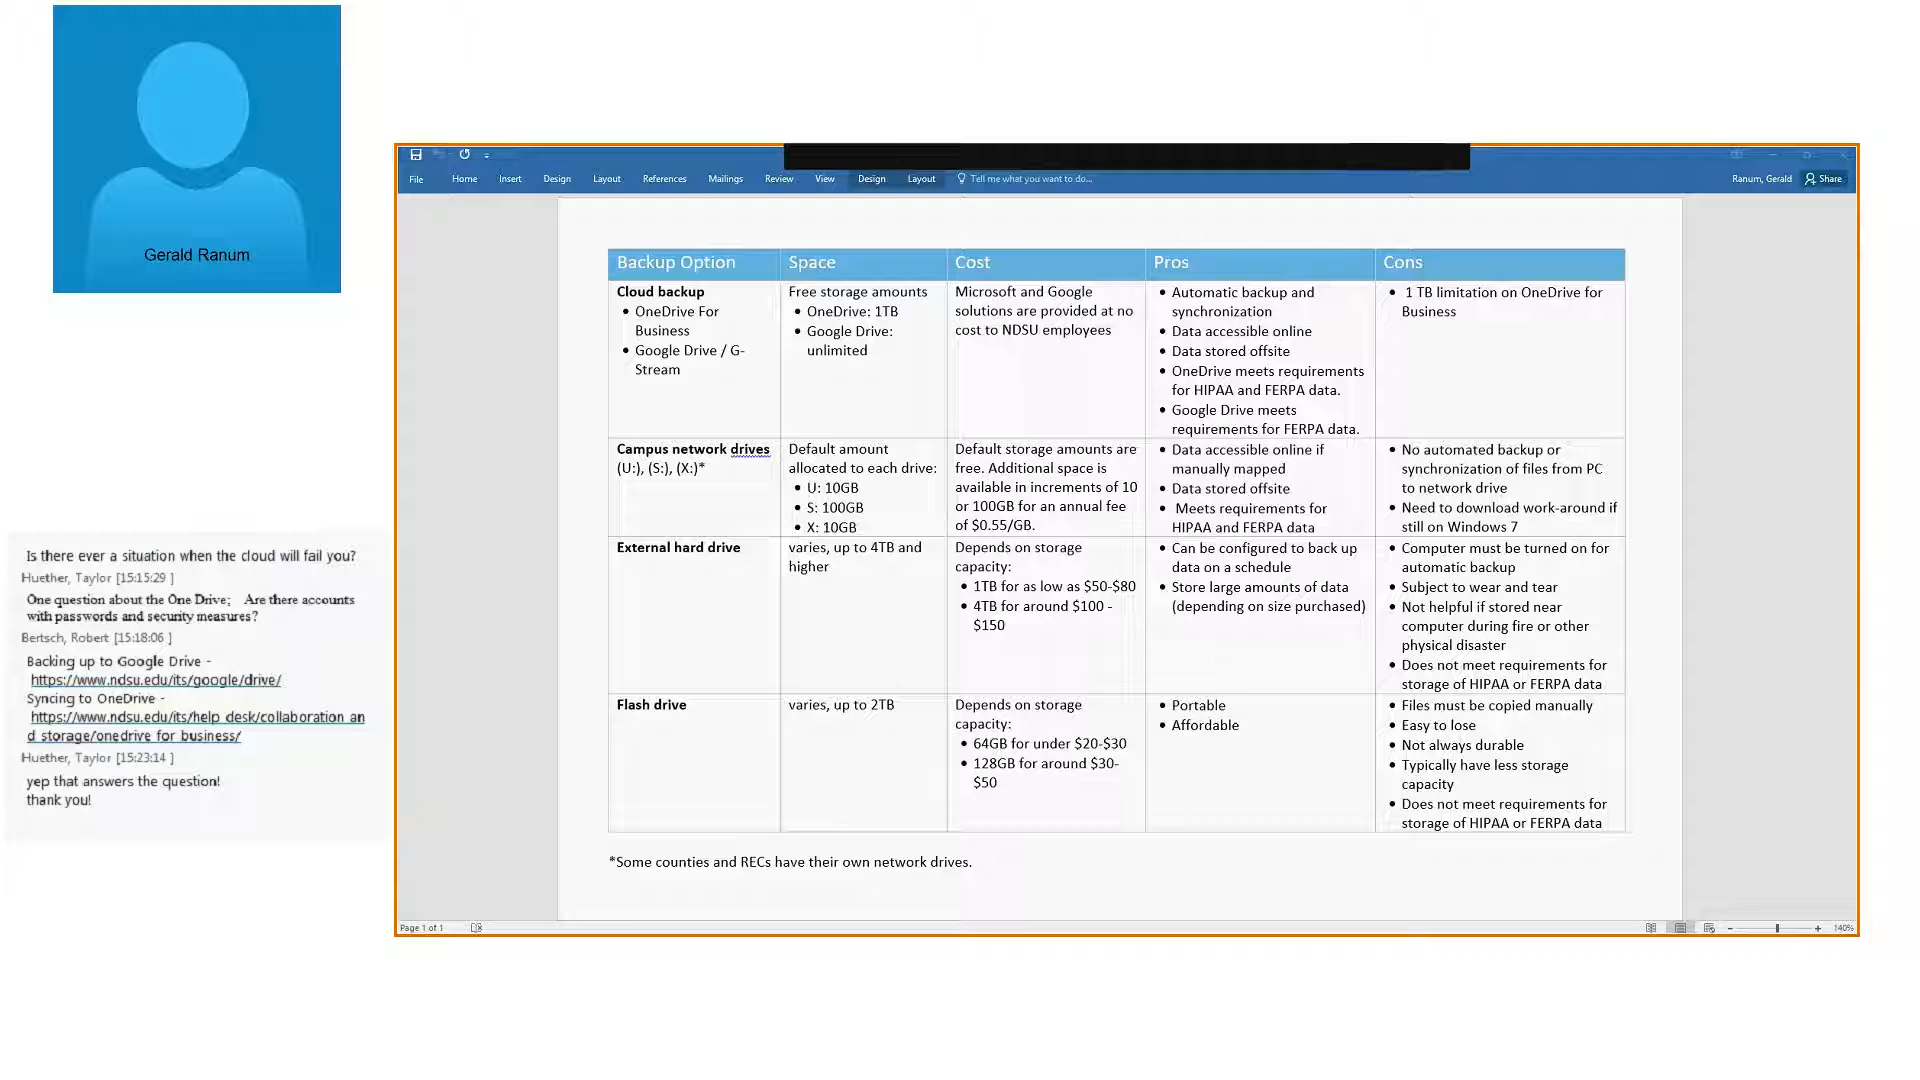 Gerald Ranum
Is there ever a situation when the cloud will fail you?
Huether, Taylor [15:15:29 ]
One question about the One Drive; Are there accounts
with passwords and security measures?
Bertsch, Robert [15:18:06 ]
Backing up to Google Drive -
https://www.ndsu.edu/its/google/drive/
Syncing to OneDrive -
https://www.ndsu.edu/its/help_desk/collaboration_an
d_storage/onedrive_for_business/
Huether, Taylor [15:23:14 ]
yep that answers the question!
thank you!
File Home Insert Design Layout References Mailings Review View Design Layout Tell me what you want to do... Ranum, Gerald Share
Backup Option Space Cost Pros Cons
Cloud backup
• OneDrive For
Business
• Google Drive / G-
Stream
Free storage amounts
• OneDrive: 1TB
• Google Drive:
unlimited
Microsoft and Google
solutions are provided at no
cost to NDSU employees
• Automatic backup and
synchronization
• Data accessible online
• Data stored offsite
• OneDrive meets requirements
for HIPAA and FERPA data.
• Google Drive meets
requirements for FERPA data.
• 1 TB limitation on OneDrive for
Business
Campus network drives
(U:), (S:), (X:)*
Default amount
allocated to each drive:
• U: 10GB
• S: 100GB
• X: 10GB
Default storage amounts are
free. Additional space is
available in increments of 10
or 100GB for an annual fee
of $0.55/GB.
• Data accessible online if
manually mapped
• Data stored offsite
• Meets requirements for
HIPAA and FERPA data
• No automated backup or
synchronization of files from PC
to network drive
• Need to download work-around if
still on Windows 7
External hard drive
varies, up to 4TB and
higher
Depends on storage
capacity:
• 1TB for as low as $50-$80
• 4TB for around $100 -
$150
• Can be configured to back up
data on a schedule
• Store large amounts of data
(depending on size purchased)
• Computer must be turned on for
automatic backup
• Subject to wear and tear
• Not helpful if stored near
computer during fire or other
physical disaster
• Does not meet requirements for
storage of HIPAA or FERPA data
Flash drive
varies, up to 2TB
Depends on storage
capacity:
• 64GB for under $20-$30
• 128GB for around $30-
$50
• Portable
• Affordable
• Files must be copied manually
• Easy to lose
• Not always durable
• Typically have less storage
capacity
• Does not meet requirements for
storage of HIPAA or FERPA data
*Some counties and RECs have their own network drives.
Page 1 of 1
140%